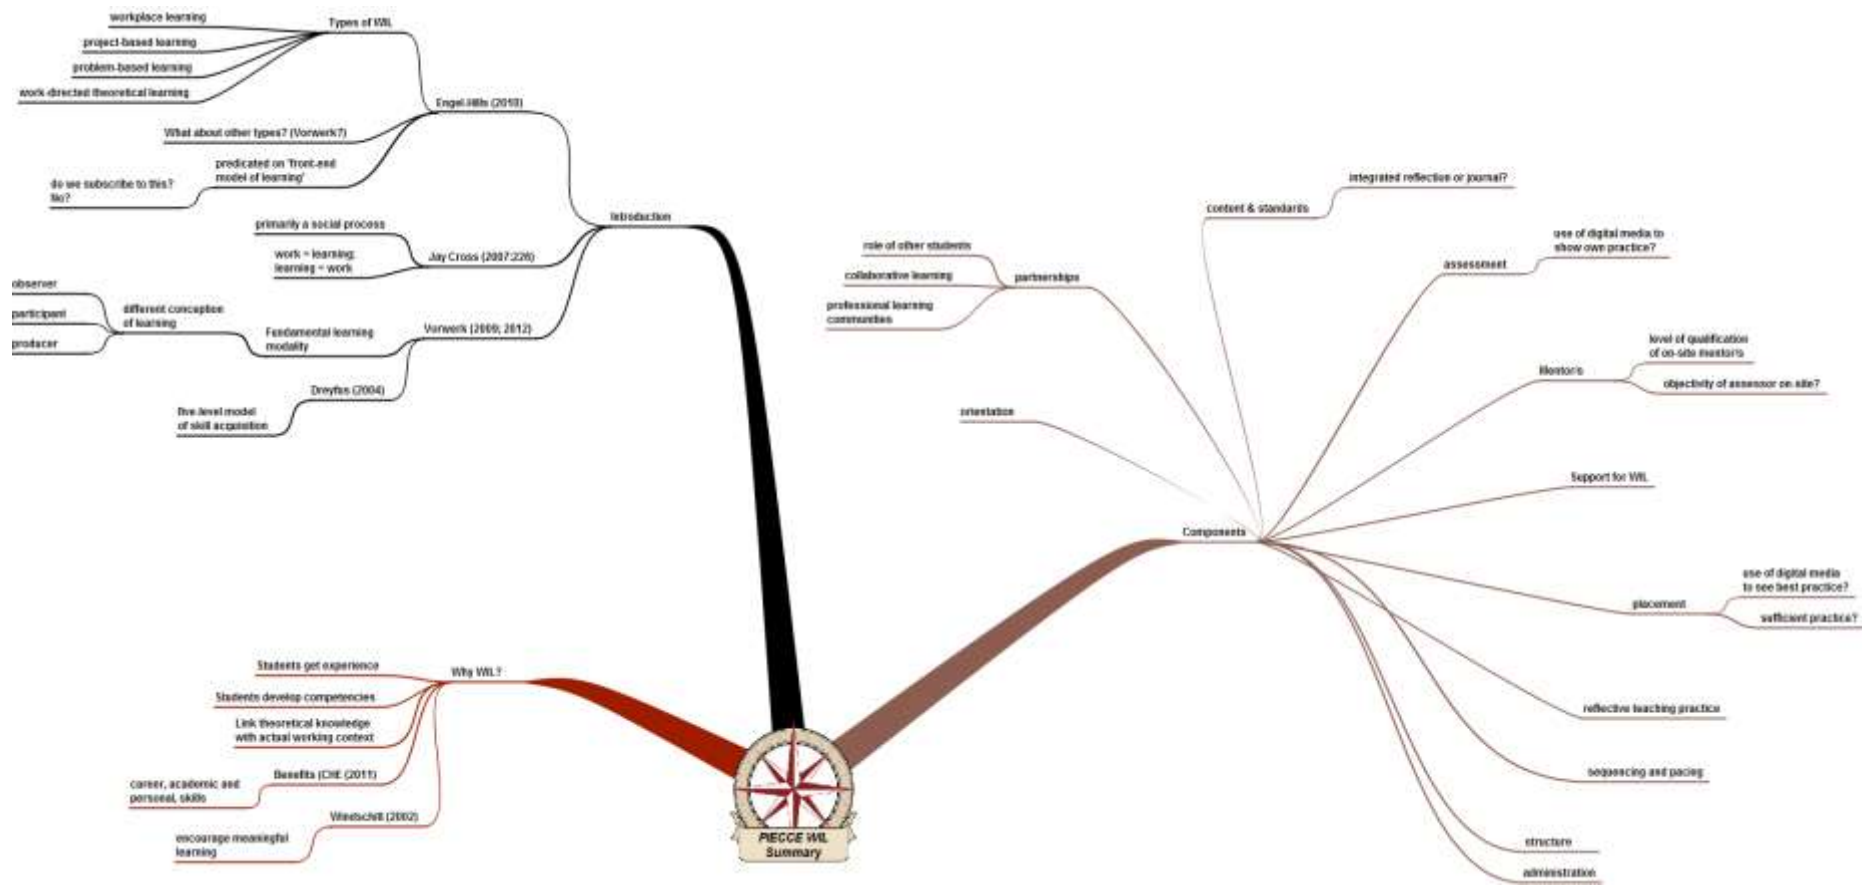 Types of WIL
workplace learning
project-based learning
problem-based learning
work-directed theoretical learning
Engel-Hills (2010)
What about other types? (Vorwerk?)
predicated on 'front-end
model of learning'
do we subscribe to this?
No?
Introduction
primarily a social process
work = learning;
learning = work
Jay Cross (2007:226)
observer
participant
producer
different conception
of learning
Fundamental learning
modality
Vorwerk (2009; 2012)
Dreyfus (2004)
five-level model
of skill acquisition
Why WIL?
Students get experience
Students develop competencies
Link theoretical knowledge
with actual working context
Benefits (CHE (2011)
career, academic and
personal, skills
Windschitl (2002)
encourage meaningful
learning
PIECCE WIL
Summary
Components
orientation
partnerships
role of other students
collaborative learning
professional learning
communities
content & standards
integrated reflection or journal?
assessment
use of digital media to
show own practice?
Mentor/s
level of qualification
of on-site mentor/s
objectivity of assessor on-site?
Support for WIL
placement
use of digital media
to see best practice?
sufficient practice?
reflective teaching practice
sequencing and pacing
structure
administration